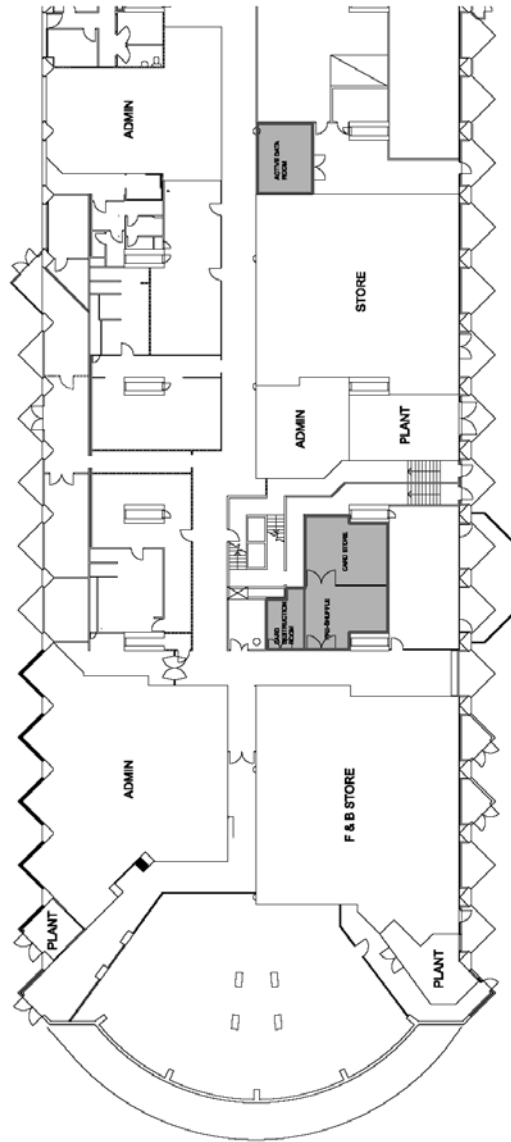 ADMIN
ACTIVE DATA
ROOM
STORE
ADMIN
PLANT
CARD STORE
PRE-SHUFFLE
CARD
DESTRUCTION
ROOM
ADMIN
F & B STORE
PLANT
PLANT